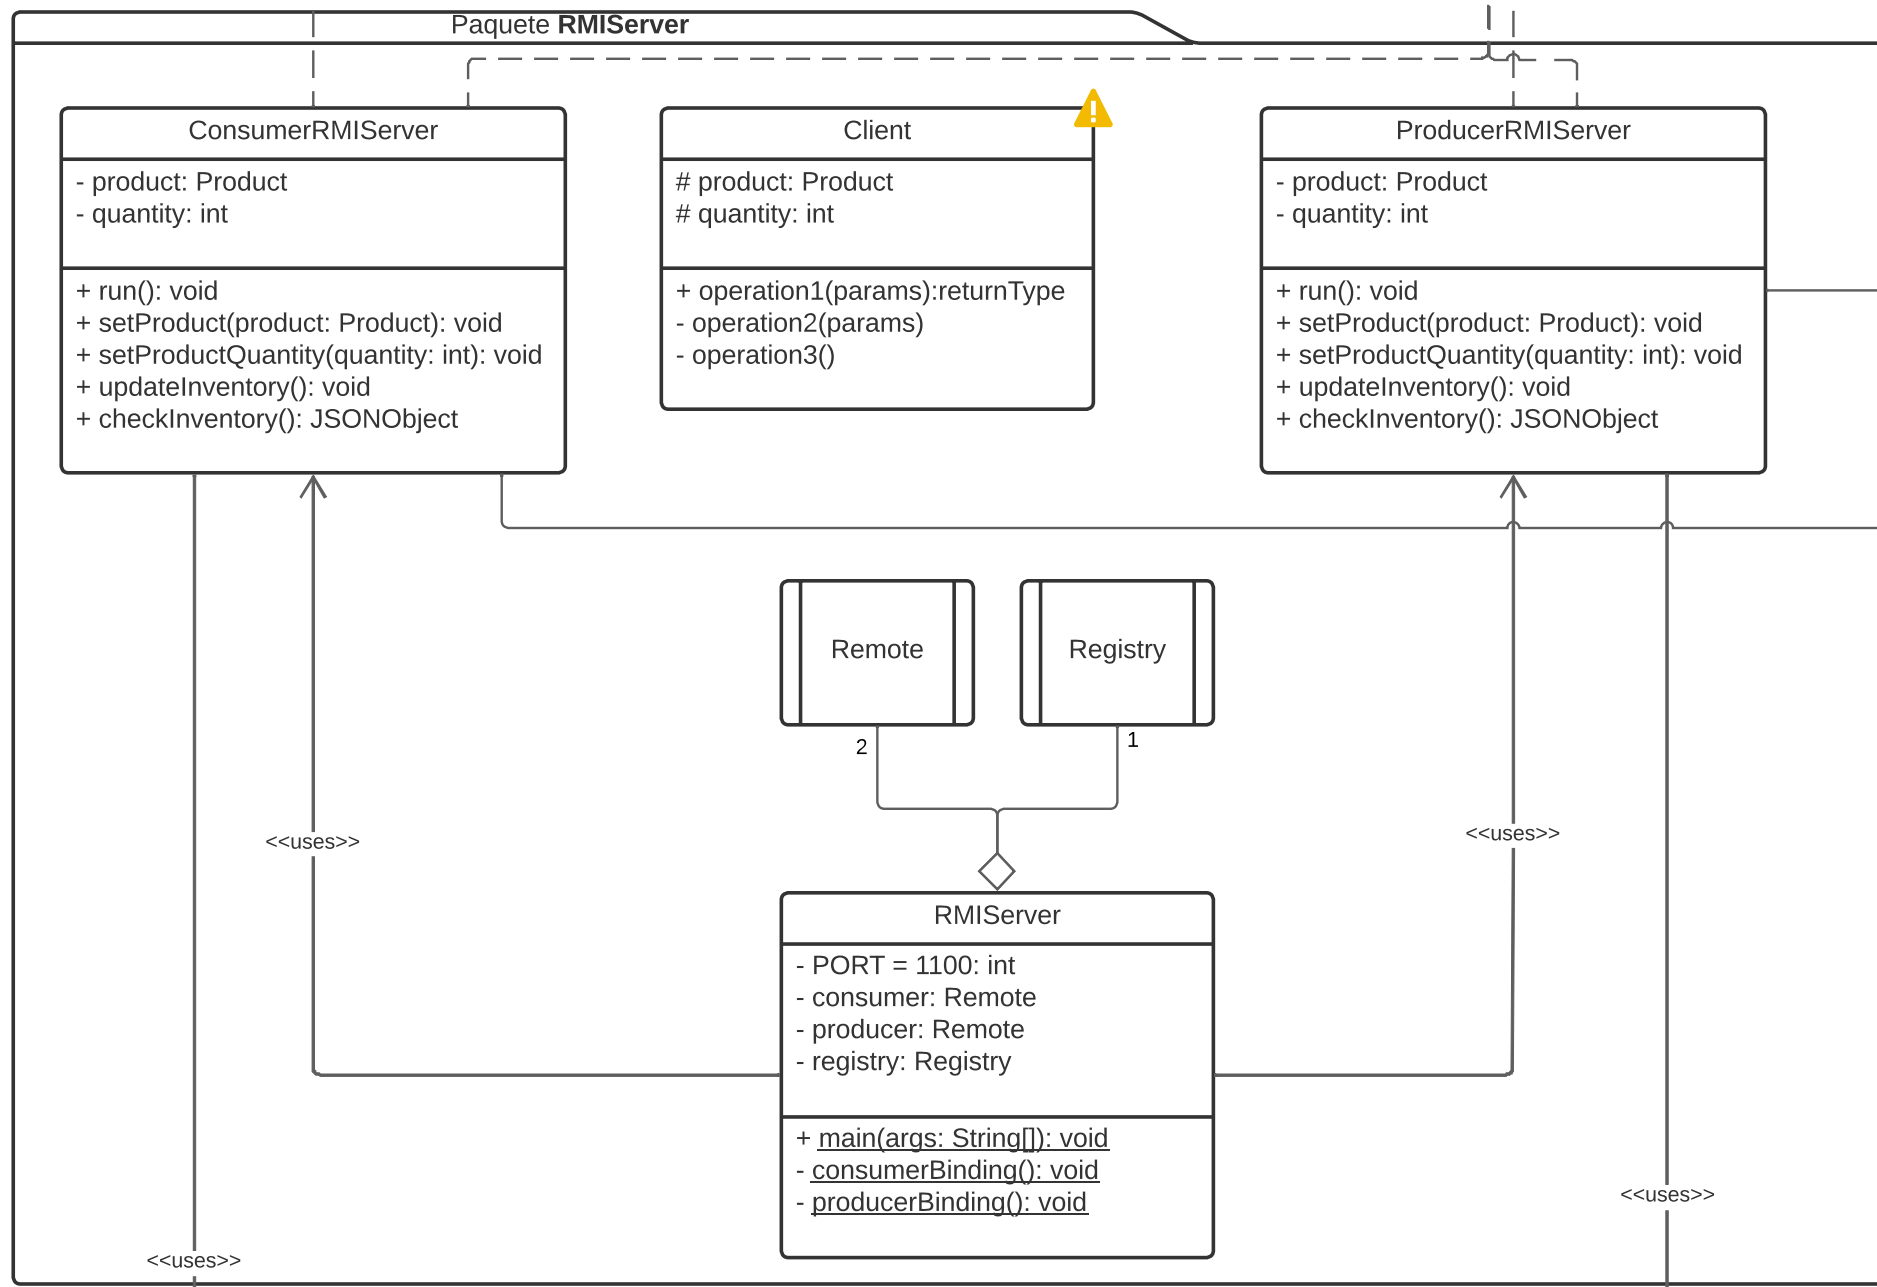 Paquete RMIServer
ConsumerRMIServer
- product: Product
- quantity: int
+ run(): void
+ setProduct(product: Product): void
+ setProductQuantity(quantity: int): void
+ updateInventory(): void
+ checkInventory(): JSONObject
Client
# product: Product
# quantity: int
+ operation1(params):returnType
- operation2(params)
- operation3()
ProducerRMIServer
- product: Product
- quantity: int
+ run(): void
+ setProduct(product: Product): void
+ setProductQuantity(quantity: int): void
+ updateInventory(): void
+ checkInventory(): JSONObject
Remote
Registry
2
1
<<uses>>
<<uses>>
RMIServer
- PORT = 1100: int
- consumer: Remote
- producer: Remote
- registry: Registry
+ main(args: String[]): void
- consumerBinding(): void
- producerBinding(): void
<<uses>>
<<uses>>